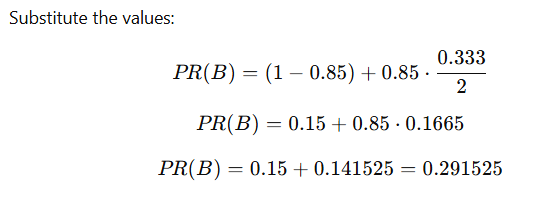 Substitute the values:
PR(B) = (1 − 0.85) + 0.85 · 0.333/2
PR(B) = 0.15 + 0.85 · 0.1665
PR(B) = 0.15 + 0.141525 = 0.291525